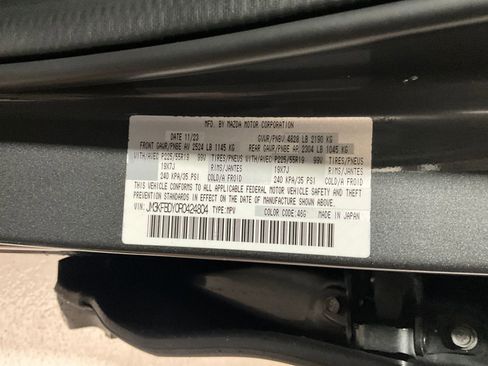 MFD. BY MAZDA MOTOR CORPORATION
DATE 11/23 GVWR/PNBV 4828 LB 2190 KG
FRONT GAWR/PNBE AV 2524 LB 1145 KG REAR GAWR/PNBE AR 2304 LB 1045 KG
WITH/AVEC P225/55R19 99V TIRES/PNEUS WITH/AVEC P225/55R19 99V TIRES/PNEUS
19X7J RIMS/JANTES 19X7J RIMS/JANTES
240 KPA/35 PSI COLD/A FROID 240 KPA/35 PSI COLD/A FROID
THIS VEHICLE CONFORMS TO ALL APPLICABLE FEDERAL MOTOR VEHICLE SAFETY AND THEFT
PREVENTION STANDARDS IN EFFECT ON THE DATE OF MANUFACTURE SHOWN ABOVE.
VIN: JM3KFBDY0R0424304 TYPE: MPV COLOR CODE: 46G MADE IN JAPAN